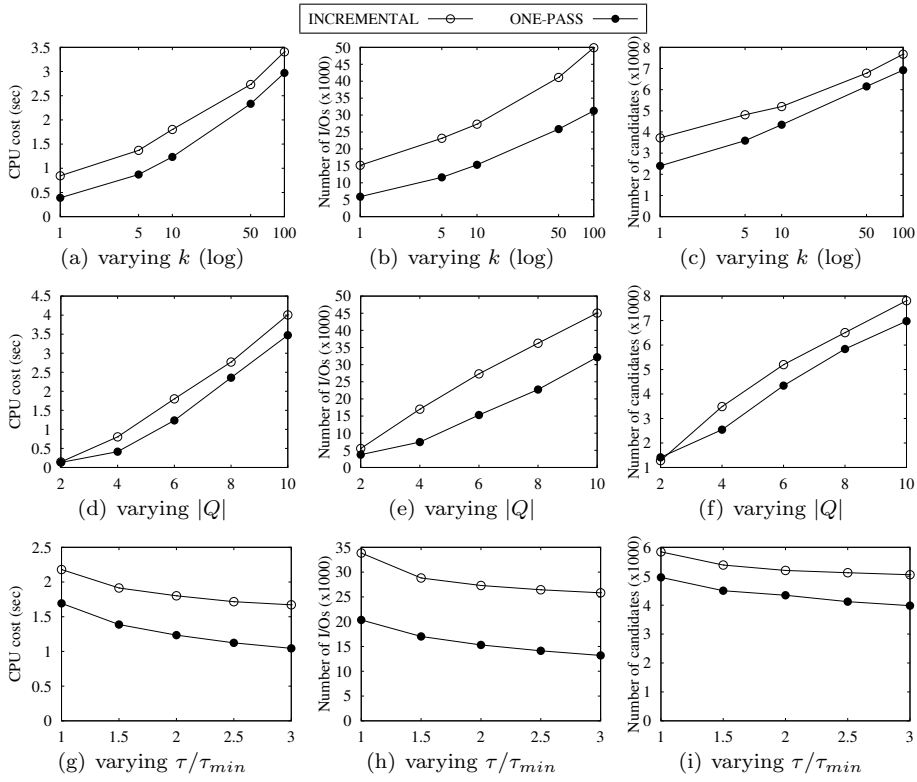 INCREMENTAL ONE-PASS
CPU cost (sec)
3.5
3
2.5
2
1.5
1
0.5
0
1 5 10 50 100
(a) varying k (log)
Number of I/Os (x1000)
50
45
40
35
30
25
20
15
10
5
0
1 5 10 50 100
(b) varying k (log)
Number of candidates (x1000)
8
7
6
5
4
3
2
1
0
1 5 10 50 100
(c) varying k (log)
CPU cost (sec)
4.5
4
3.5
3
2.5
2
1.5
1
0.5
0
2 4 6 8 10
(d) varying |Q|
Number of I/Os (x1000)
50
45
40
35
30
25
20
15
10
5
0
2 4 6 8 10
(e) varying |Q|
Number of candidates (x1000)
8
7
6
5
4
3
2
1
2 4 6 8 10
(f) varying |Q|
CPU cost (sec)
2.5
2
1.5
1
0.5
0
1 1.5 2 2.5 3
(g) varying τ/τmin
Number of I/Os (x1000)
35
30
25
20
15
10
5
0
1 1.5 2 2.5 3
(h) varying τ/τmin
Number of candidates (x1000)
6
5
4
3
2
1
0
1 1.5 2 2.5 3
(i) varying τ/τmin